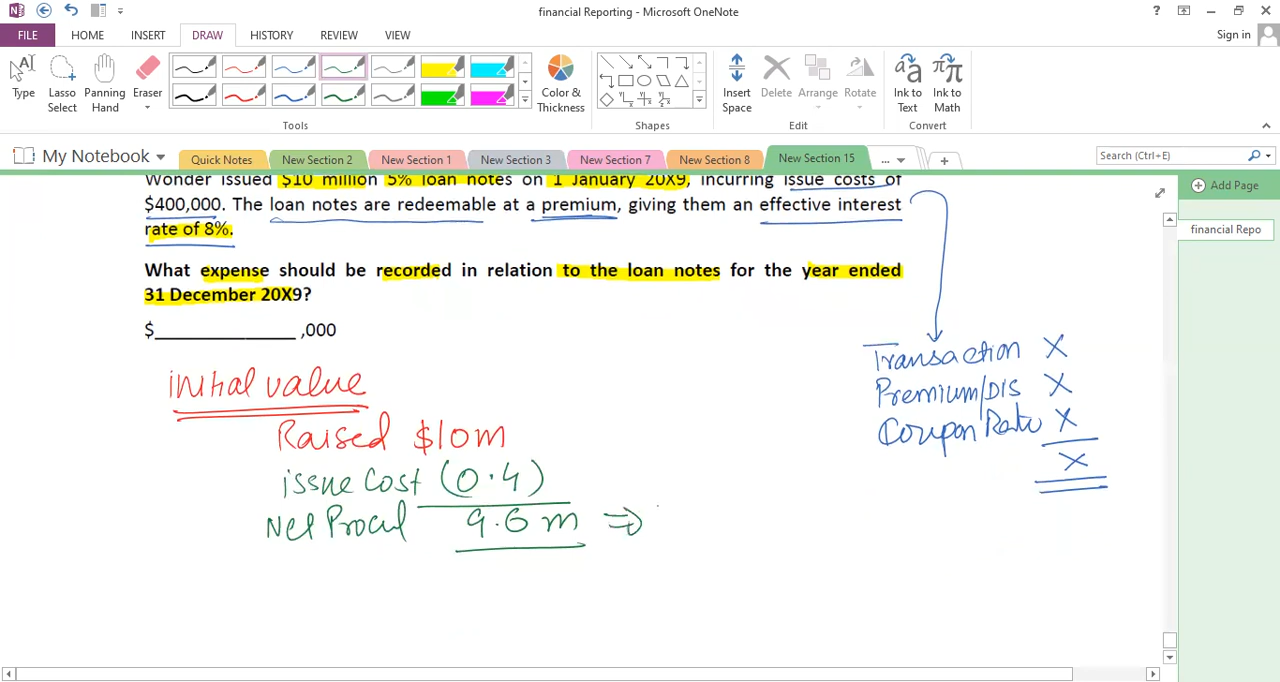 financial Reporting - Microsoft OneNote
FILE HOME INSERT DRAW HISTORY REVIEW VIEW
Sign in
Type
Lasso Select
Panning Hand
Eraser
Color & Thickness
Insert Space
Delete
Arrange
Rotate
Ink to Text
Ink to Math
Tools
Shapes
Edit
Convert
My Notebook
Quick Notes
New Section 2
New Section 1
New Section 3
New Section 7
New Section 8
New Section 15
...
Search (Ctrl+E)
Add Page
financial Repo
Wonder issued $10 million 5% loan notes on 1 January 20X9, incurring issue costs of
$400,000. The loan notes are redeemable at a premium, giving them an effective interest
rate of 8%.
What expense should be recorded in relation to the loan notes for the year ended
31 December 20X9?
$______________ ,000
initial value
Raised $10m
issue Cost (0.4)
Net Proced 9.6 m ⇒
Transaction X
Premium/DIS X
Coupon Rate X
X